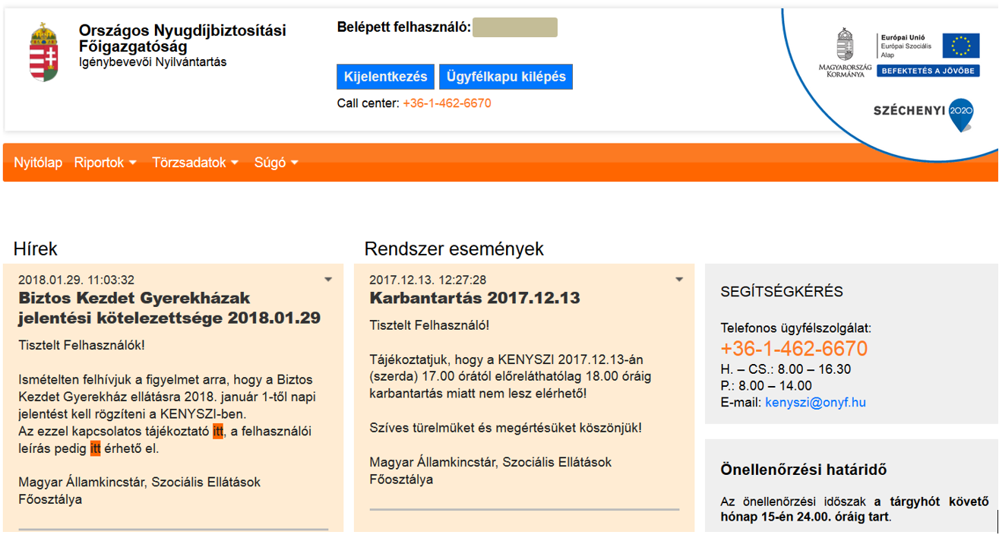 Országos Nyugdíjbiztosítási
Főigazgatóság
Igénybevevői Nyilvántartás
Belépett felhasználó:
Kijelentkezés
Ügyfélkapu kilépés
Call center: +36-1-462-6670
MAGYARORSZÁG
KORMÁNYA
Európai Unió
Európai Szociális
Alap
BEFEKTETÉS A JÖVŐBE
SZÉCHENYI 2020
Nyitólap Riportok Törzsadatok Súgó
Hírek
2018.01.29. 11:03:32
Biztos Kezdet Gyerekházak
jelentési kötelezettsége 2018.01.29
Tisztelt Felhasználók!
Ismételten felhívjuk a figyelmet arra, hogy a Biztos
Kezdet Gyerekház ellátásra 2018. január 1-től napi
jelentést kell rögzíteni a KENYSZI-ben.
Az ezzel kapcsolatos tájékoztató itt, a felhasználói
leírás pedig itt érhető el.
Magyar Államkincstár, Szociális Ellátások
Főosztálya
Rendszer események
2017.12.13. 12:27:28
Karbantartás 2017.12.13
Tisztelt Felhasználó!
Tájékoztatjuk, hogy a KENYSZI 2017.12.13-án
(szerda) 17.00 órától előreláthatólag 18.00 óráig
karbantartás miatt nem lesz elérhető!
Szíves türelmüket és megértésüket köszönjük!
Magyar Államkincstár, Szociális Ellátások
Főosztálya
SEGÍTSÉGKÉRÉS
Telefonos ügyfélszolgálat:
+36-1-462-6670
H. – CS.: 8.00 – 16.30
P.: 8.00 – 14.00
E-mail: kenyszi@onyf.hu
Önellenőrzési határidő
Az önellenőrzési időszak a tárgyhót követő
hónap 15-én 24.00. óráig tart.